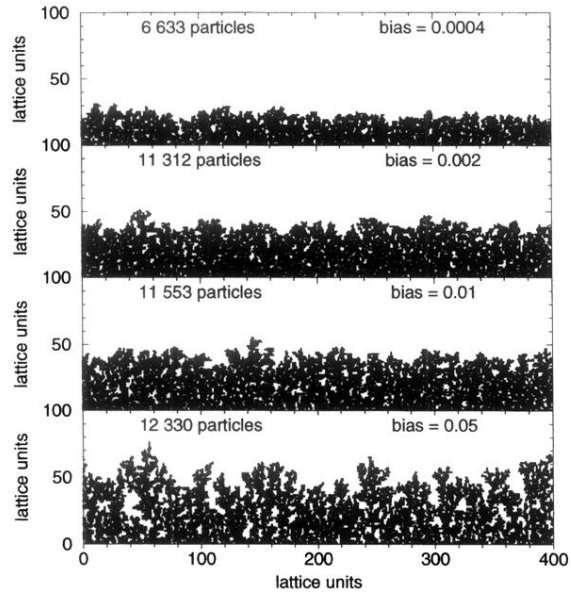 100
6 633 particles bias = 0.0004
lattice units
50
100
11 312 particles bias = 0.002
lattice units
50
100
11 553 particles bias = 0.01
lattice units
50
100
12 330 particles bias = 0.05
lattice units
50
0
0 100 200 300 400
lattice units